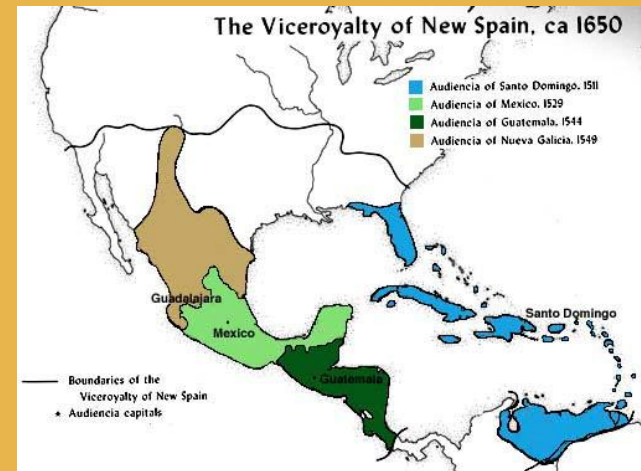 The Viceroyalty of New Spain, ca 1650
Audiencia of Santo Domingo, 1511
Audiencia of Mexico, 1529
Audiencia of Guatemala, 1544
Audiencia of Nueva Galicia, 1549
Guadalajara
Mexico
Santo Domingo
Guatemala
Boundaries of the
Viceroyalty of New Spain
* Audiencia capitals